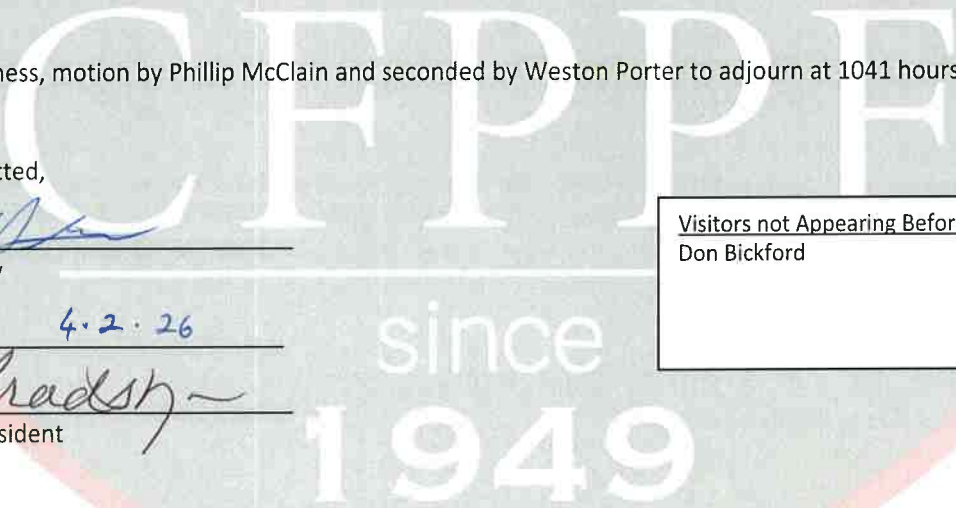 CFPPF
ness, motion by Phillip McClain and seconded by Weston Porter to adjourn at 1041 hours
tted,
Visitors not Appearing Befor
Don Bickford
4. 2. 26
since
sident
1949